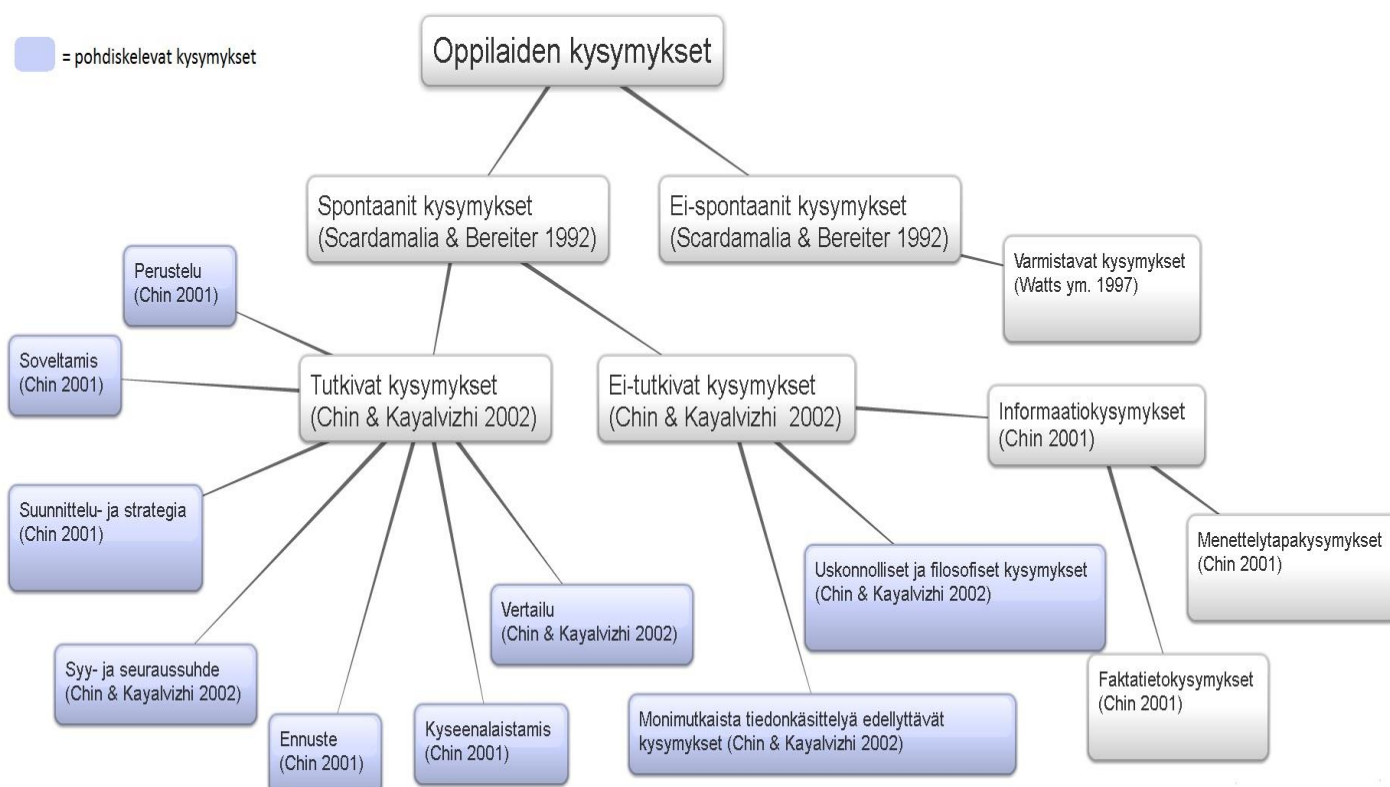 = pohdiskelevat kysymykset
Oppilaiden kysymykset
Spontaanit kysymykset
(Scardamalia & Bereiter 1992)
Ei-spontaanit kysymykset
(Scardamalia & Bereiter 1992)
Varmistavat kysymykset
(Watts ym. 1997)
Perustelu
(Chin 2001)
Soveltamis
(Chin 2001)
Tutkivat kysymykset
(Chin & Kayalvizhi 2002)
Ei-tutkivat kysymykset
(Chin & Kayalvizhi 2002)
Informaatiokysymykset
(Chin 2001)
Suunnittelu- ja strategia
(Chin 2001)
Menettelytapakysymykset
(Chin 2001)
Uskonnolliset ja filosofiset kysymykset
(Chin & Kayalvizhi 2002)
Vertailu
(Chin & Kayalvizhi 2002)
Syy- ja seuraussuhde
(Chin & Kayalvizhi 2002)
Faktatietokysymykset
(Chin 2001)
Ennuste
(Chin 2001)
Kyseenalaistamis
(Chin 2001)
Monimutkaista tiedonkäsittelyä edellyttävät
kysymykset (Chin & Kayalvizhi 2002)